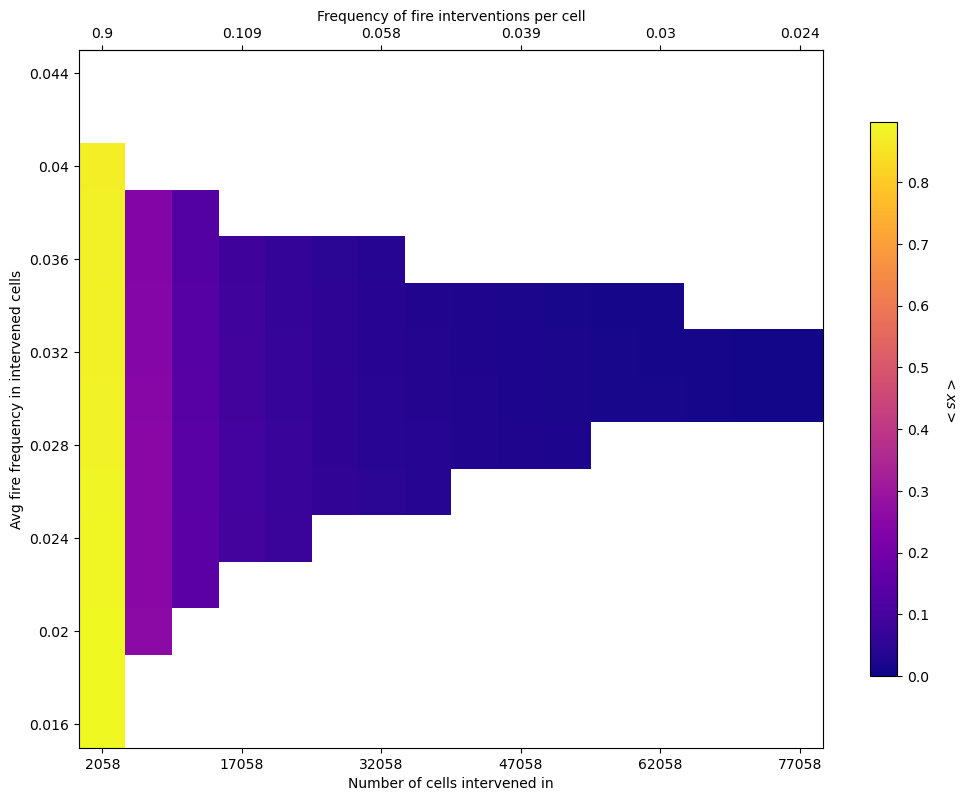 Frequency of fire interventions per cell
0.9 0.109 0.058 0.039 0.03 0.024
0.044
0.04
0.036
0.032
0.028
0.024
0.02
0.016
Avg fire frequency in intervened cells
2058 17058 32058 47058 62058 77058
Number of cells intervened in
0.8
0.7
0.6
0.5
0.4
0.3
0.2
0.1
0.0
< xs >